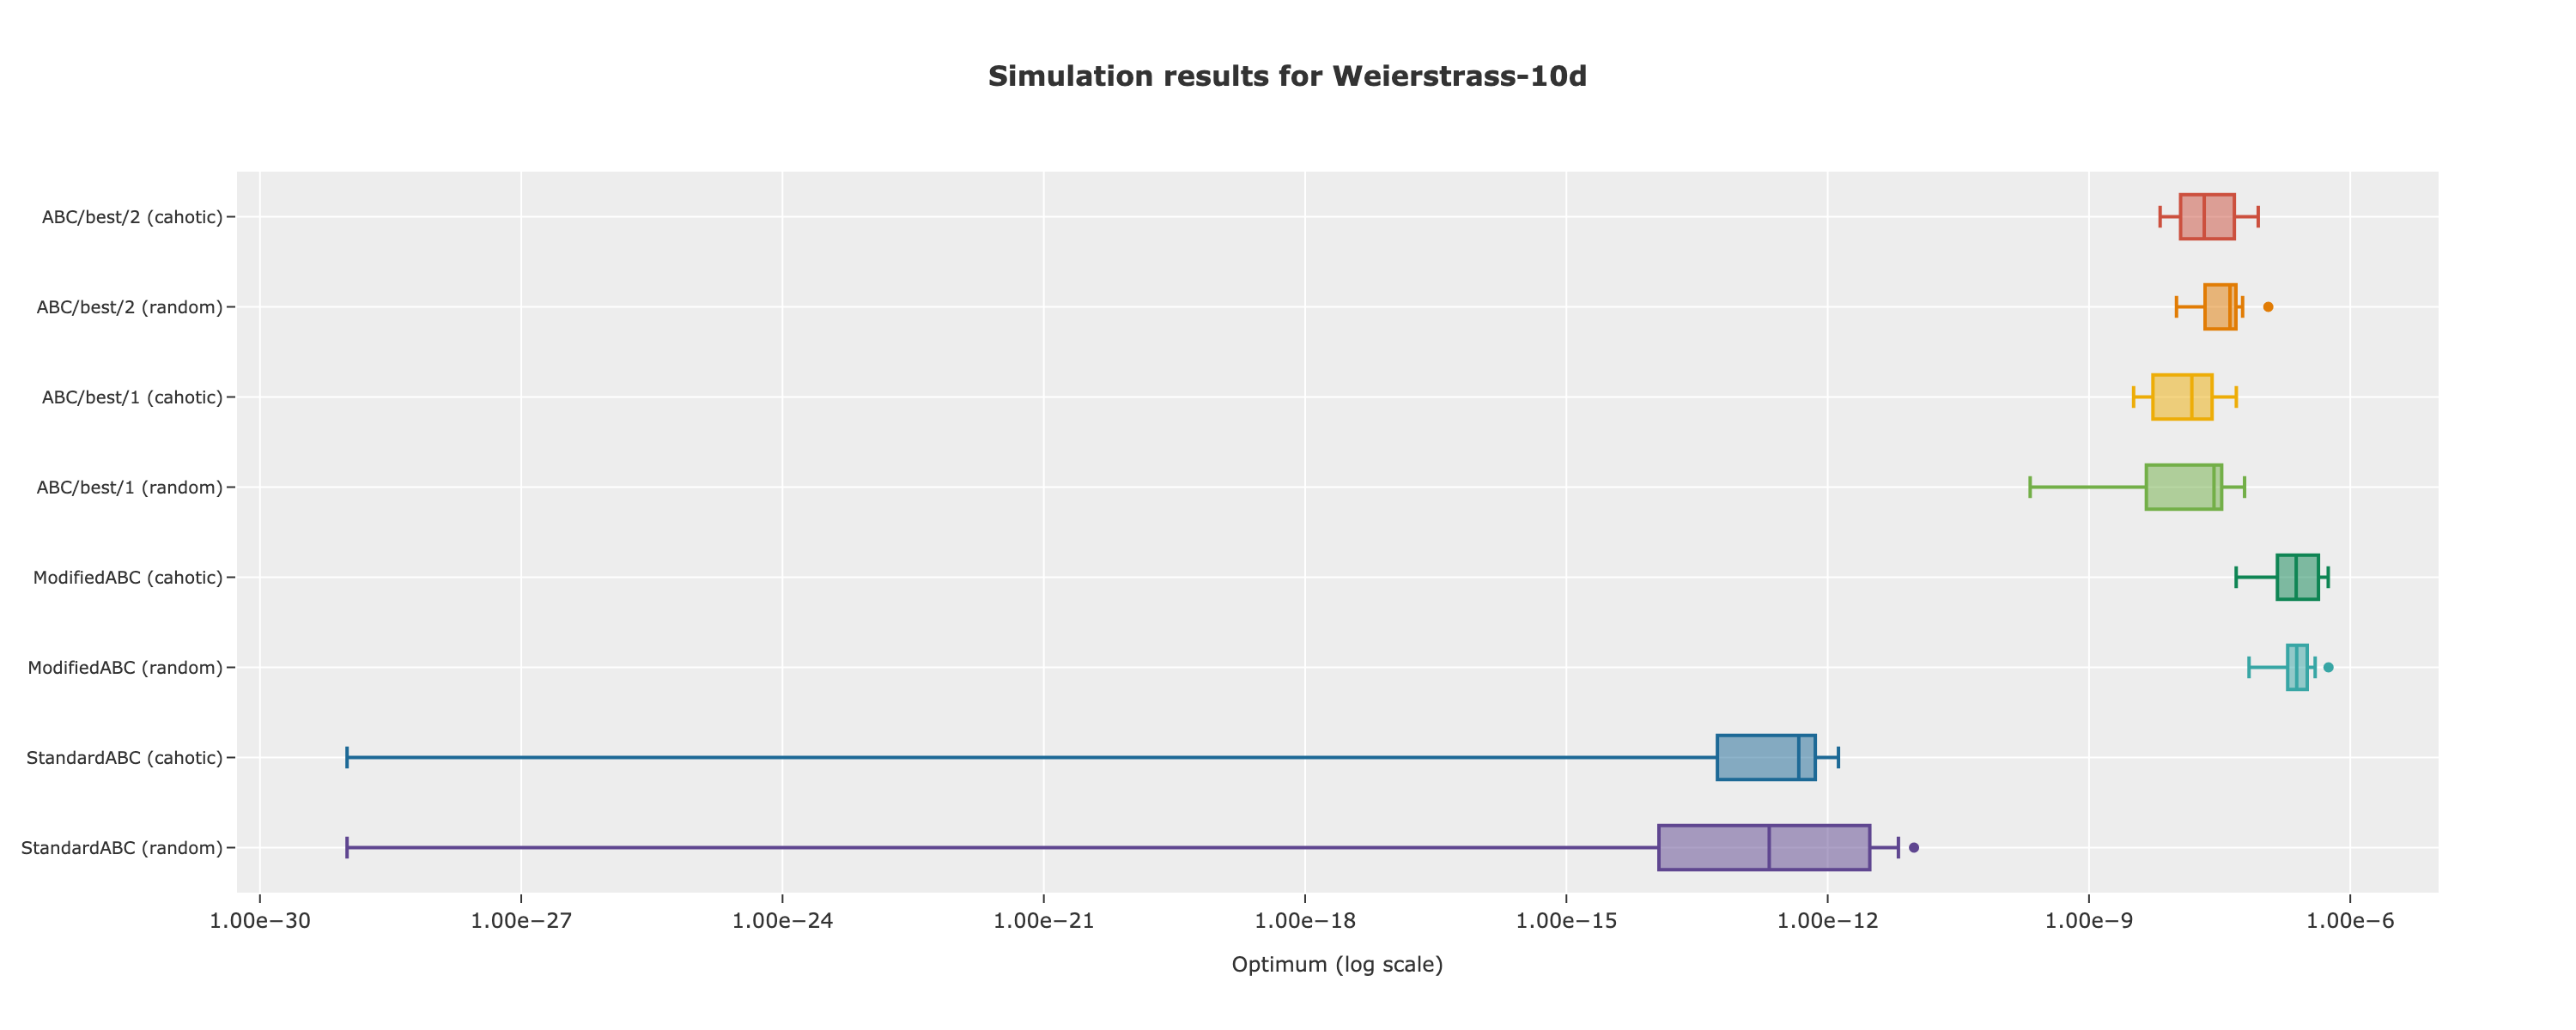 Simulation results for Weierstrass-10d
ABC/best/2 (cahotic)
ABC/best/2 (random)
ABC/best/1 (cahotic)
ABC/best/1 (random)
ModifiedABC (cahotic)
ModifiedABC (random)
StandardABC (cahotic)
StandardABC (random)
1.00e−30 1.00e−27 1.00e−24 1.00e−21 1.00e−18 1.00e−15 1.00e−12 1.00e−9 1.00e−6
Optimum (log scale)